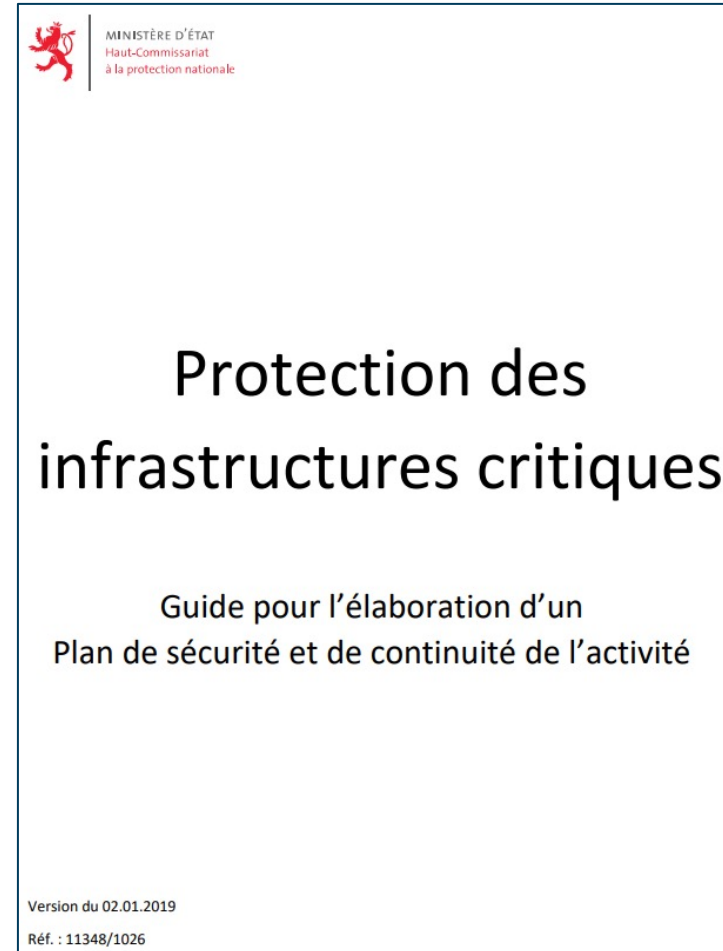 MINISTÈRE D'ÉTAT
Haut-Commissariat
à la protection nationale
Protection des
infrastructures critiques
Guide pour l'élaboration d'un
Plan de sécurité et de continuité de l'activité
Version du 02.01.2019
Réf. : 11348/1026